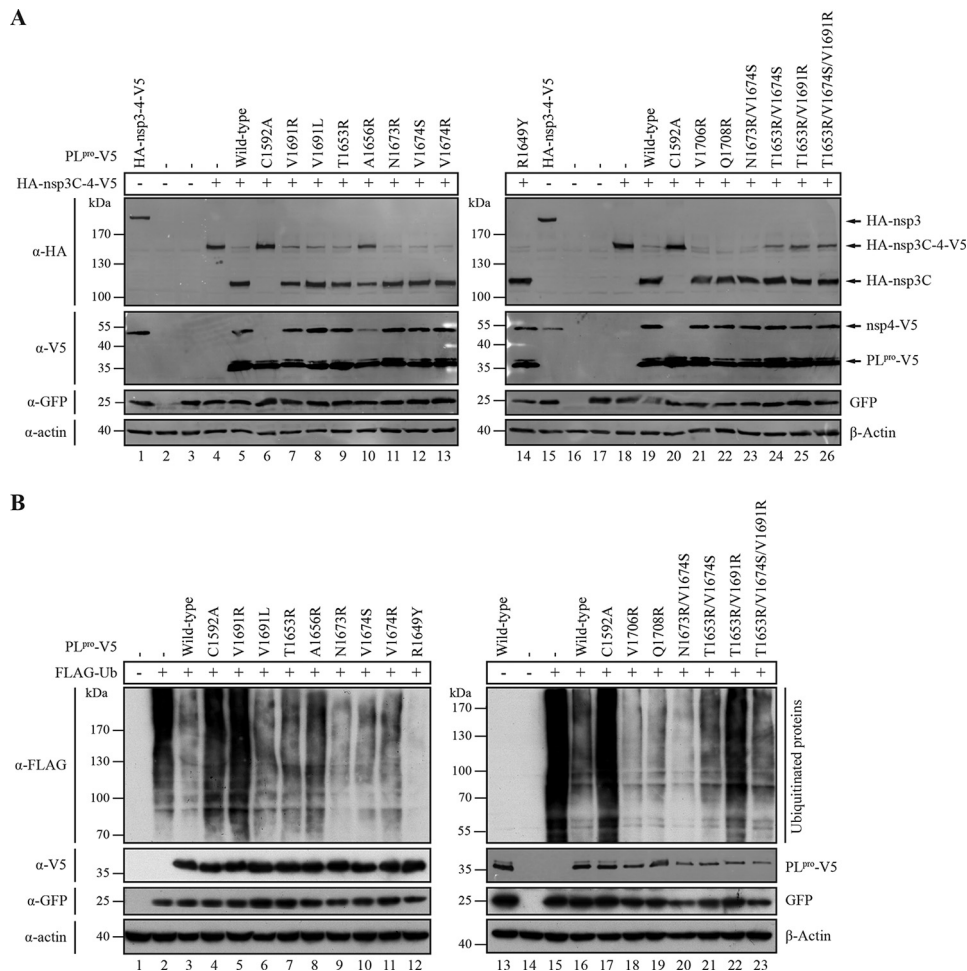 A
PLpro-V5
HA-nsp3-4-V5 - - - Wild-type C1592A V1691R V1691L T1653R A1656R N1673R V1674S V1674R
R1649Y HA-nsp3-4-V5 - - - Wild-type C1592A V1706R Q1708R N1673R/V1674S T1653R/V1674S T1653R/V1691R T1653R/V1674S/V1691R
HA-nsp3C-4-V5 - - - + + + + + + + + + +
+ - - - + + + + + + + + +
kDa
170
130
100
α-HA
kDa
170
130
100
HA-nsp3
HA-nsp3C-4-V5
HA-nsp3C
α-V5
55
40
35
55
40
35
nsp4-V5
PLpro-V5
α-GFP 25
25 GFP
α-actin 40
40 β-Actin
1 2 3 4 5 6 7 8 9 10 11 12 13
14 15 16 17 18 19 20 21 22 23 24 25 26
B
PLpro-V5
- - Wild-type C1592A V1691R V1691L T1653R A1656R N1673R V1674S V1674R R1649Y
Wild-type - - Wild-type C1592A V1706R Q1708R N1673R/V1674S T1653R/V1674S T1653R/V1691R T1653R/V1674S/V1691R
FLAG-Ub - + + + + + + + + + + +
- - + + + + + + + + +
kDa
170
130
100
70
α-FLAG
kDa
170
130
100
70
55
Ubiquitinated proteins
α-V5 35
35 PLpro-V5
α-GFP 25
25 GFP
α-actin 40
40 β-Actin
1 2 3 4 5 6 7 8 9 10 11 12
13 14 15 16 17 18 19 20 21 22 23